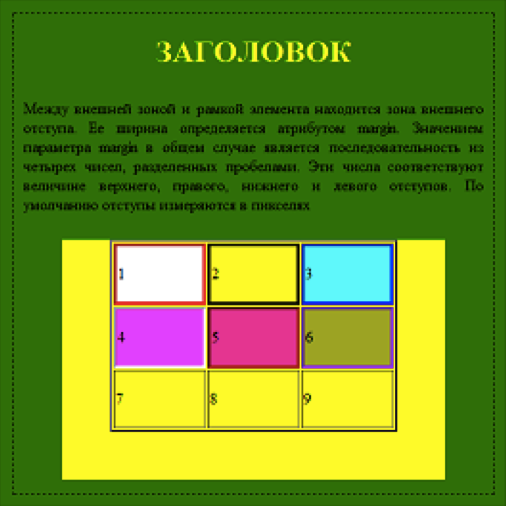 ЗАГОЛОВОК
Между внешней зоной и рамкой элемента находится зона внешнего
отступа. Ее ширина определяется атрибутом margin. Значением
параметра margin в общем случае является последовательность из
четырех чисел, разделенных пробелами. Эти числа соответствуют
величине верхнего, правого, нижнего и левого отступов. По
умолчанию отступы измеряются в пикселях
1 2 3
4 5 6
7 8 9